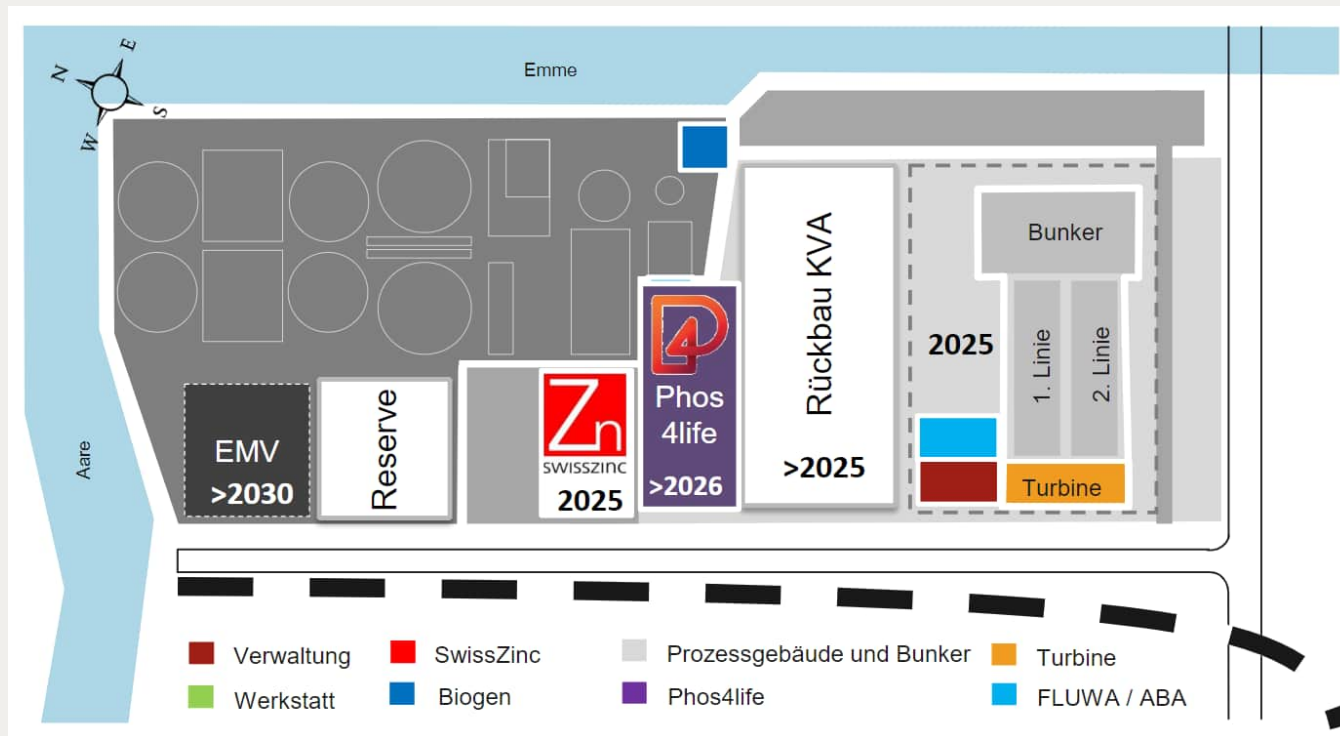 Emme
N
E
S
W
Aare
Bunker
1. Linie
2. Linie
2025
Turbine
Rückbau KVA
>2025
P4
Phos
4life
>2026
Zn
SWISSZINC
2025
Reserve
EMV
>2030
Verwaltung
SwissZinc
Prozessgebäude und Bunker
Turbine
Werkstatt
Biogen
Phos4life
FLUWA / ABA